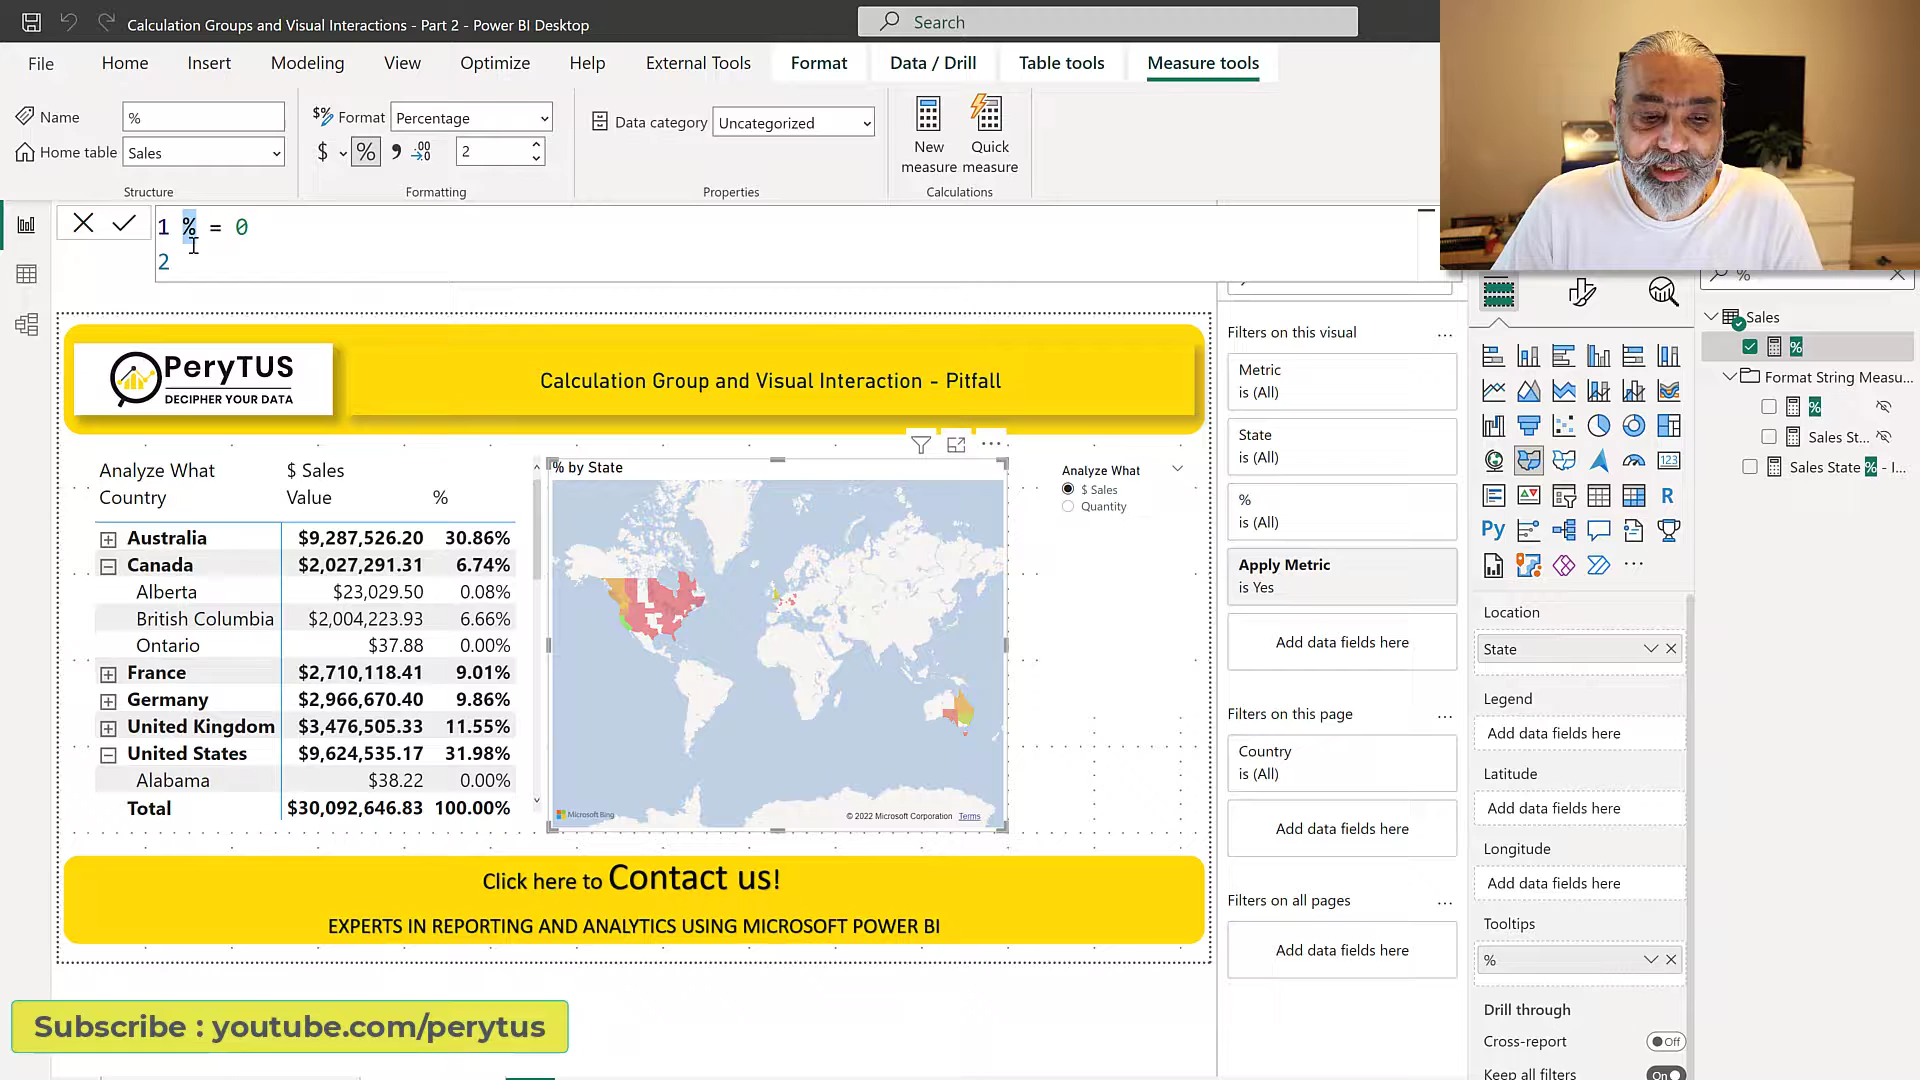 Calculation Groups and Visual Interactions - Part 2 - Power BI Desktop
Search
File Home Insert Modeling View Optimize Help External Tools Format Data / Drill Table tools Measure tools
Name %
Home table Sales
Structure
Format Percentage
$ % 2
Formatting
Data category Uncategorized
Properties
New measure
Quick measure
Calculations
1 % = 0
2
PeryTUS
DECIPHER YOUR DATA
Calculation Group and Visual Interaction - Pitfall
Analyze What $ Sales
Country Value %
Australia $9,287,526.20 30.86%
Canada $2,027,291.31 6.74%
Alberta $23,029.50 0.08%
British Columbia $2,004,223.93 6.66%
Ontario $37.88 0.00%
France $2,710,118.41 9.01%
Germany $2,966,670.40 9.86%
United Kingdom $3,476,505.33 11.55%
United States $9,624,535.17 31.98%
Alabama $38.22 0.00%
Total $30,092,646.83 100.00%
% by State
Microsoft Bing
© 2022 Microsoft Corporation Terms
Analyze What
$ Sales
Quantity
Click here to Contact us!
EXPERTS IN REPORTING AND ANALYTICS USING MICROSOFT POWER BI
Subscribe : youtube.com/perytus
Filters on this visual ...
Metric
is (All)
State
is (All)
%
is (All)
Apply Metric
is Yes
Add data fields here
Filters on this page ...
Country
is (All)
Add data fields here
Filters on all pages ...
Add data fields here
123
R
Py
...
Location
State
Legend
Add data fields here
Latitude
Add data fields here
Longitude
Add data fields here
Tooltips
%
Drill through
Cross-report Off
Keep all filters On
%
Sales
%
Format String Measu...
%
Sales St...
Sales State % - I...